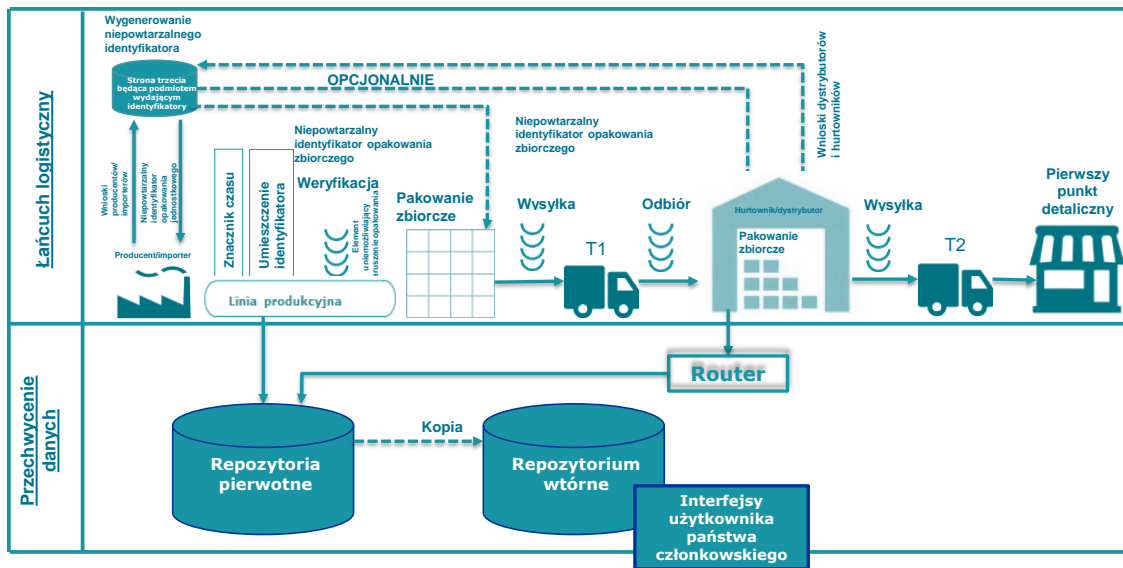 Łańcuch logistyczny
Wygenerowanie
niepowtarzalnego
identyfikatora
Strona trzecia
będąca podmiotem
wydającym
identyfikatory
OPCJONALNIE
Wnioski
producentów/
importerów
Niepowtarzalny
identyfikator
opakowania
jednostkowego
Producent/importer
Znacznik czasu
Umieszczenie
identyfikatora
Niepowtarzalny
identyfikator opakowania
zbiorczego
Weryfikacja
Element
uniemożliwiający
naruszenie opakowania
Linia produkcyjna
Pakowanie
zbiorcze
Niepowtarzalny
identyfikator opakowania
zbiorczego
Wysyłka
T1
Odbiór
Wnioski dystrybutorów
i hurtowników
Hurtownik/dystrybutor
Pakowanie
zbiorcze
Wysyłka
T2
Pierwszy
punkt
detaliczny
Przechwycenie
danych
Router
Repozytoria
pierwotne
Kopia
Repozytorium
wtórne
Interfejsy
użytkownika
państwa
członkowskiego